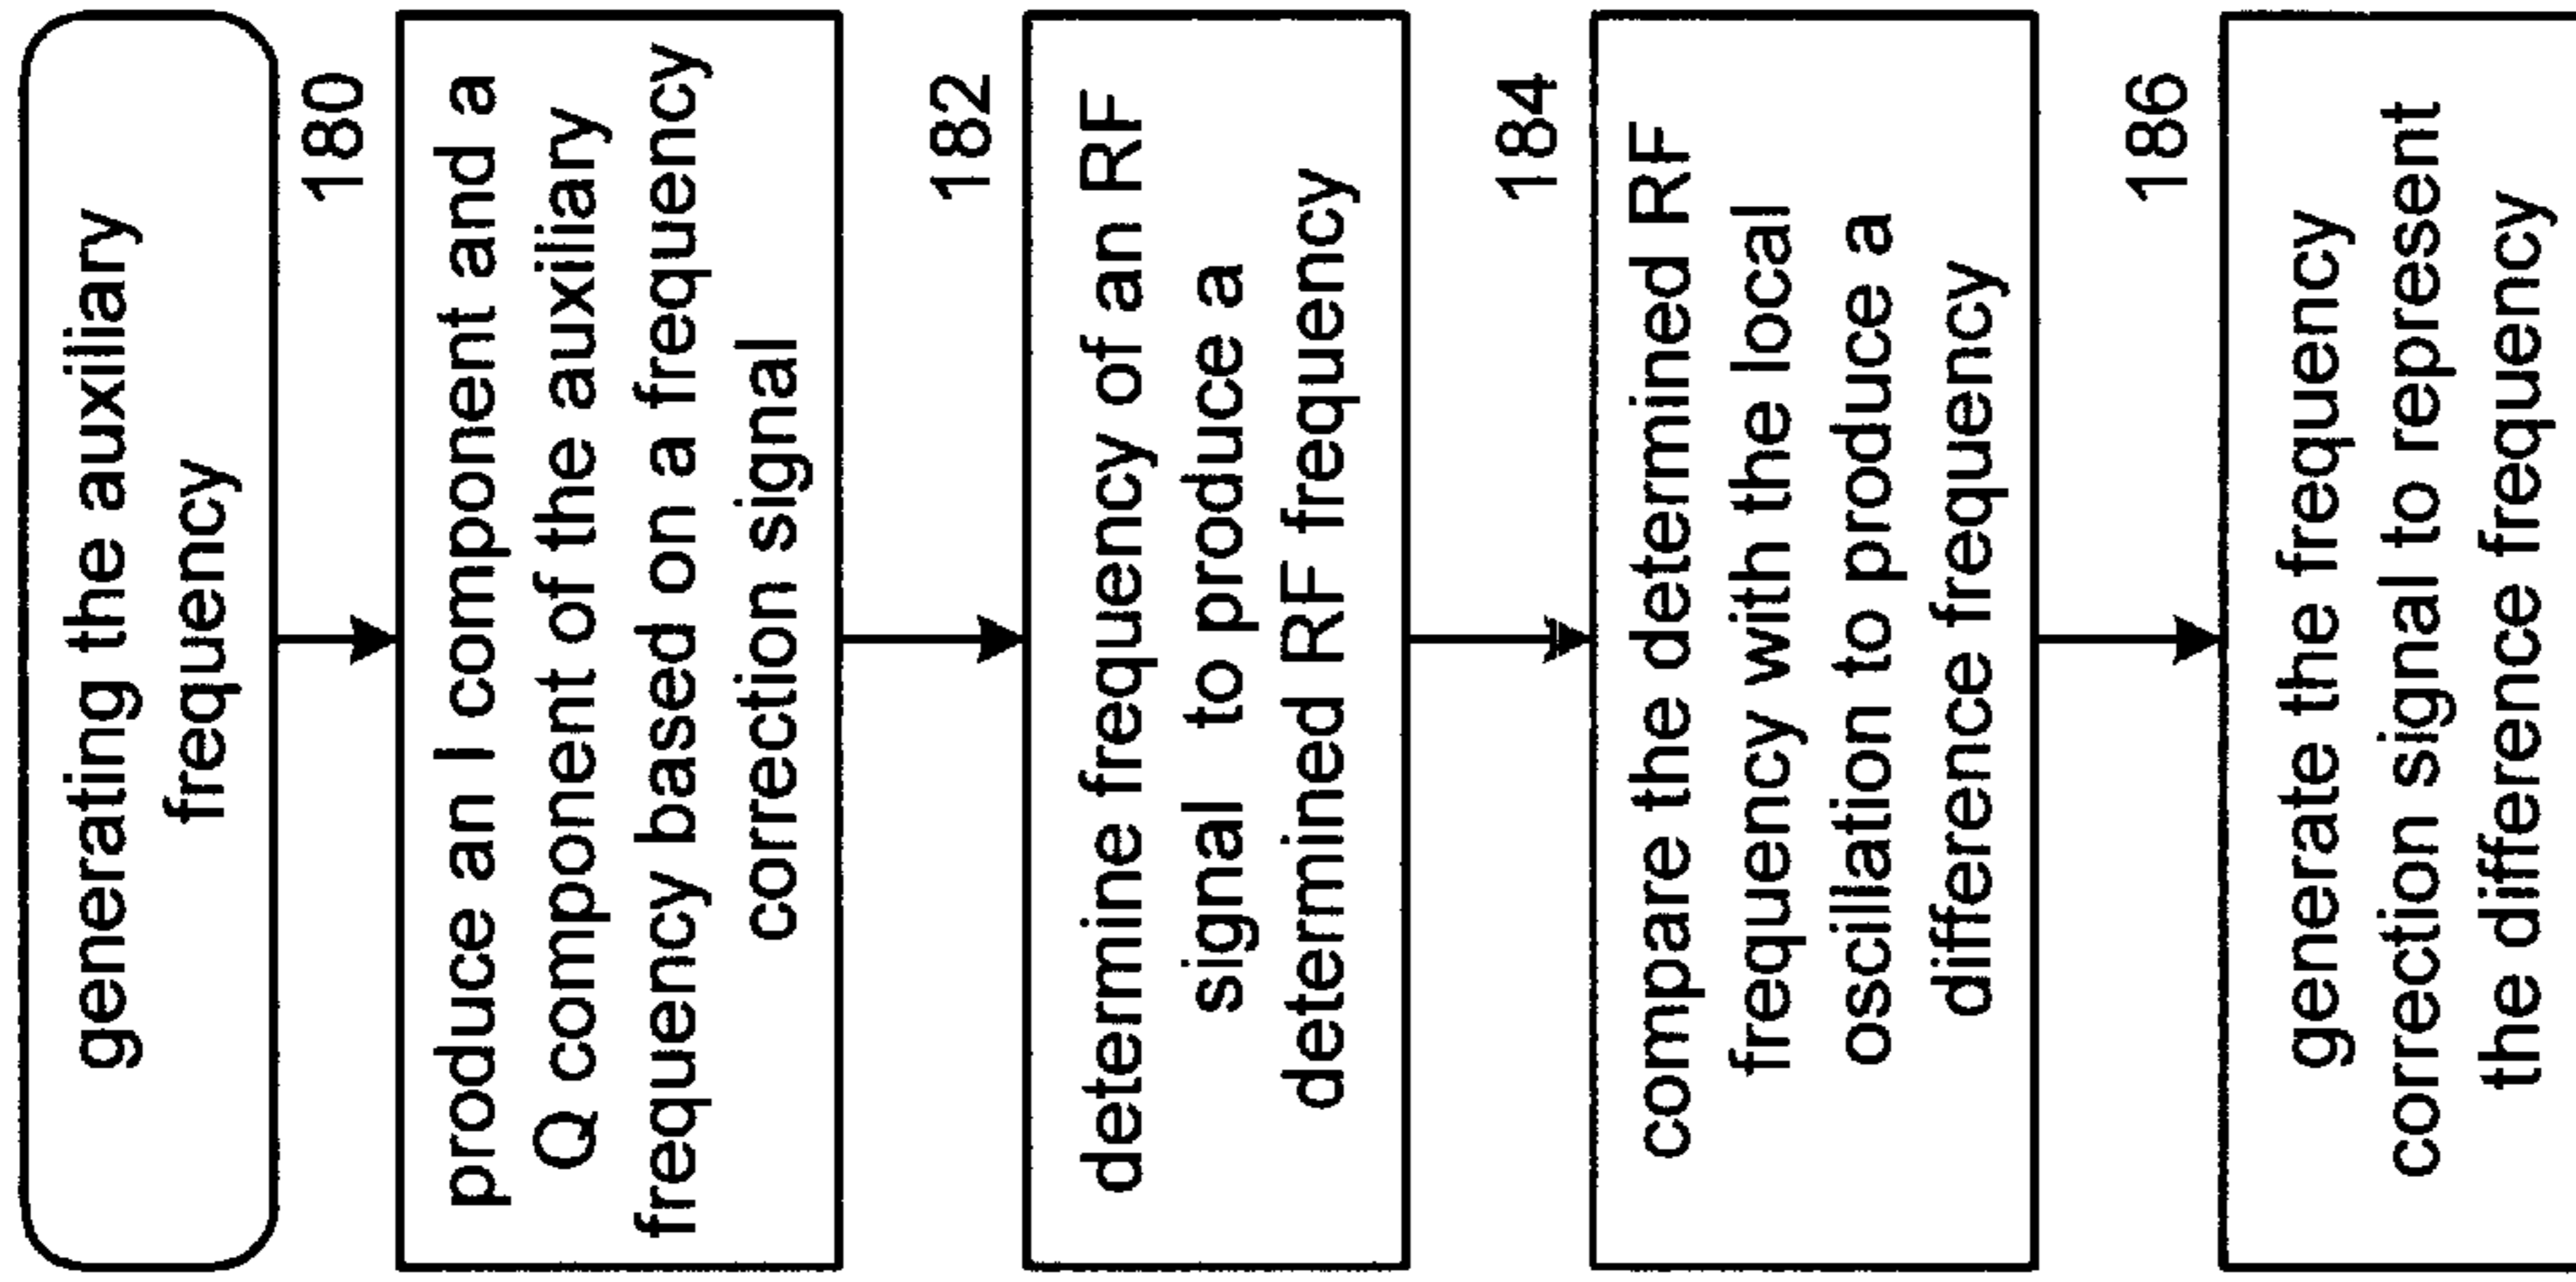 generating the auxiliary
frequency
180
produce an I component and a
Q component of the auxiliary
frequency based on a frequency
correction signal
182
determine frequency of an RF
signal to produce a
determined RF frequency
184
compare the determined RF
frequency with the local
oscillation to produce a
difference frequency
186
generate the frequency
correction signal to represent
the difference frequency